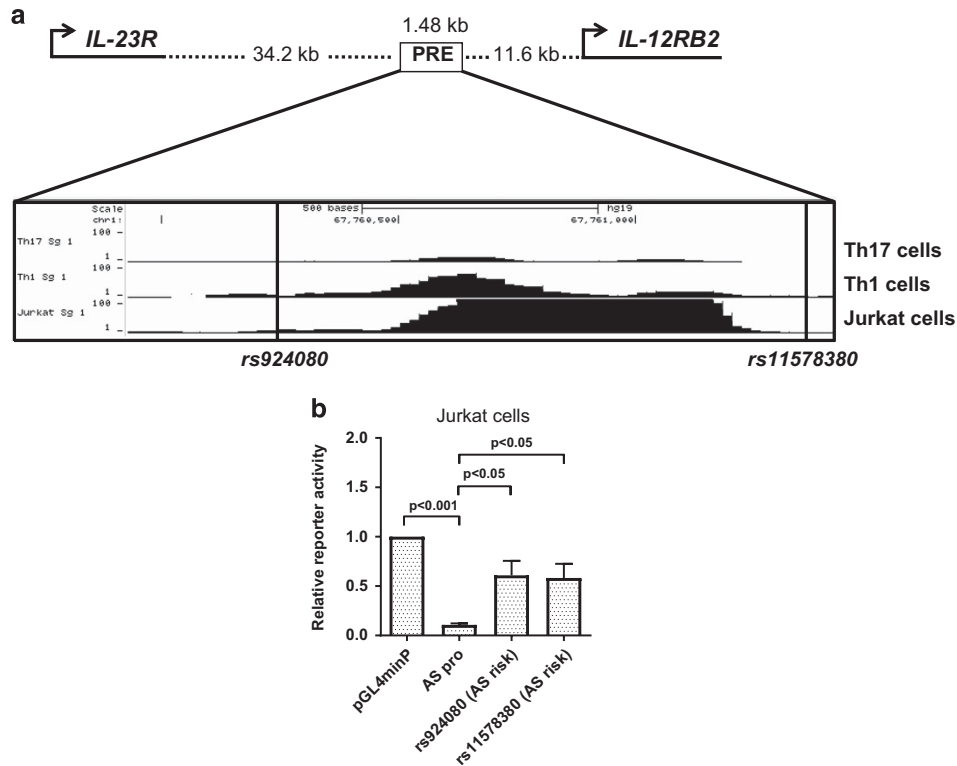 a
1.48 kb
IL-23R
34.2 kb
PRE
11.6 kb
IL-12RB2
Scale
500 bases
hg19
chr1:
67,760,500
67,761,000
100
Th17 Sg 1
1
Th17 cells
100
Th1 Sg 1
1
Th1 cells
100
Jurkat Sg 1
1
Jurkat cells
rs924080
rs11578380
b
Jurkat cells
Relative reporter activity
2.0
1.5
1.0
0.5
0.0
p<0.05
p<0.05
p<0.001
pGL4minP
AS pro
rs924080 (AS risk)
rs11578380 (AS risk)